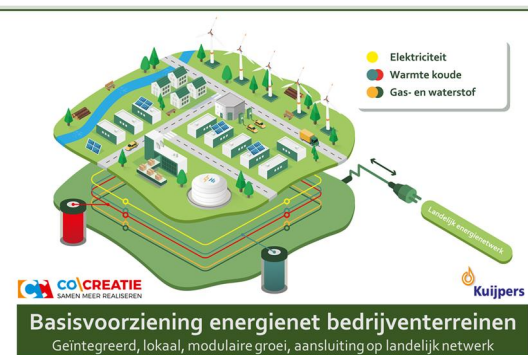 Elektriciteit
Warmte koude
Gas- en waterstof
Landelijk energienetwerk
CO\CREATIE
SAMEN MEER REALISEREN
Kuijpers
Basisvoorziening energienet bedrijventerreinen
Geïntegreerd, lokaal, modulaire groei, aansluiting op landelijk netwerk